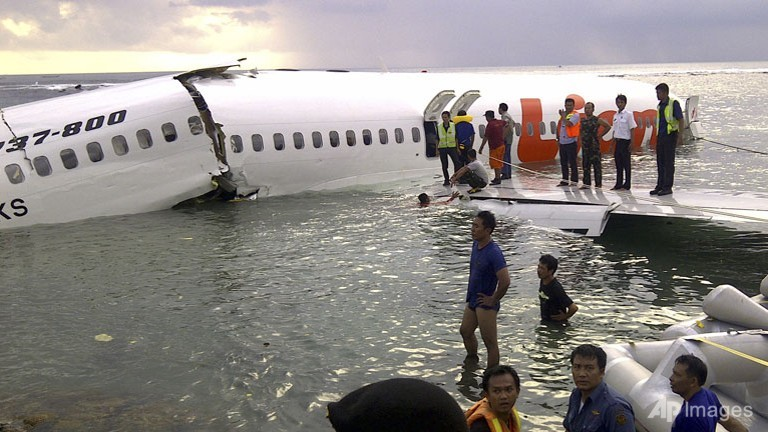 737-800
KS
Lion
AP Images